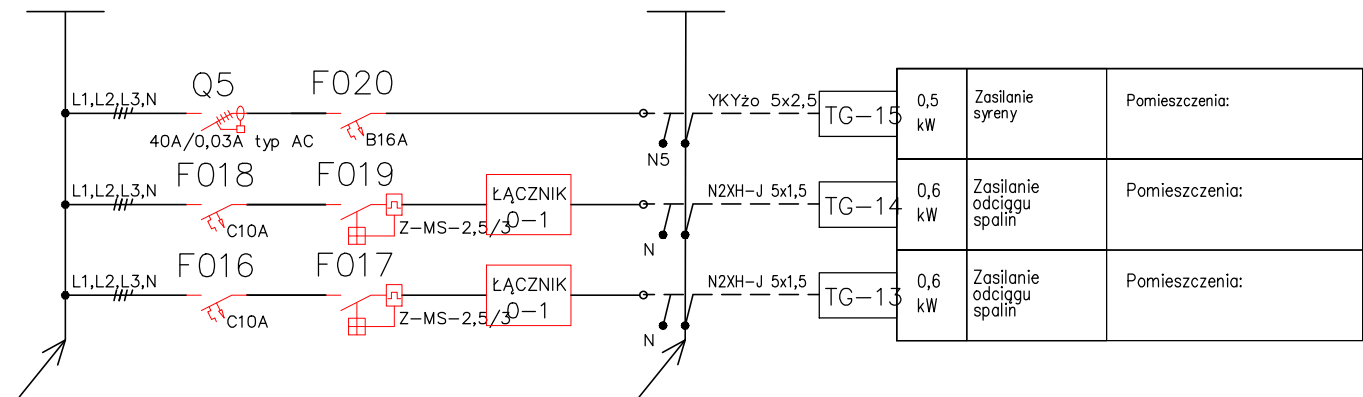 Q5
F020
L1,L2,L3,N
40A/0,03A typ AC
B16A
N5
YKYżo 5x2,5
TG-15
0,5
kW
Zasilanie
syreny
Pomieszczenia:
F018
F019
L1,L2,L3,N
C10A
Z-MS-2,5/3
ŁĄCZNIK
0-1
N
N2XH-J 5x1,5
TG-14
0,6
kW
Zasilanie
odciągu
spalin
Pomieszczenia:
F016
F017
L1,L2,L3,N
C10A
Z-MS-2,5/3
ŁĄCZNIK
0-1
N
N2XH-J 5x1,5
TG-13
0,6
kW
Zasilanie
odciągu
spalin
Pomieszczenia: